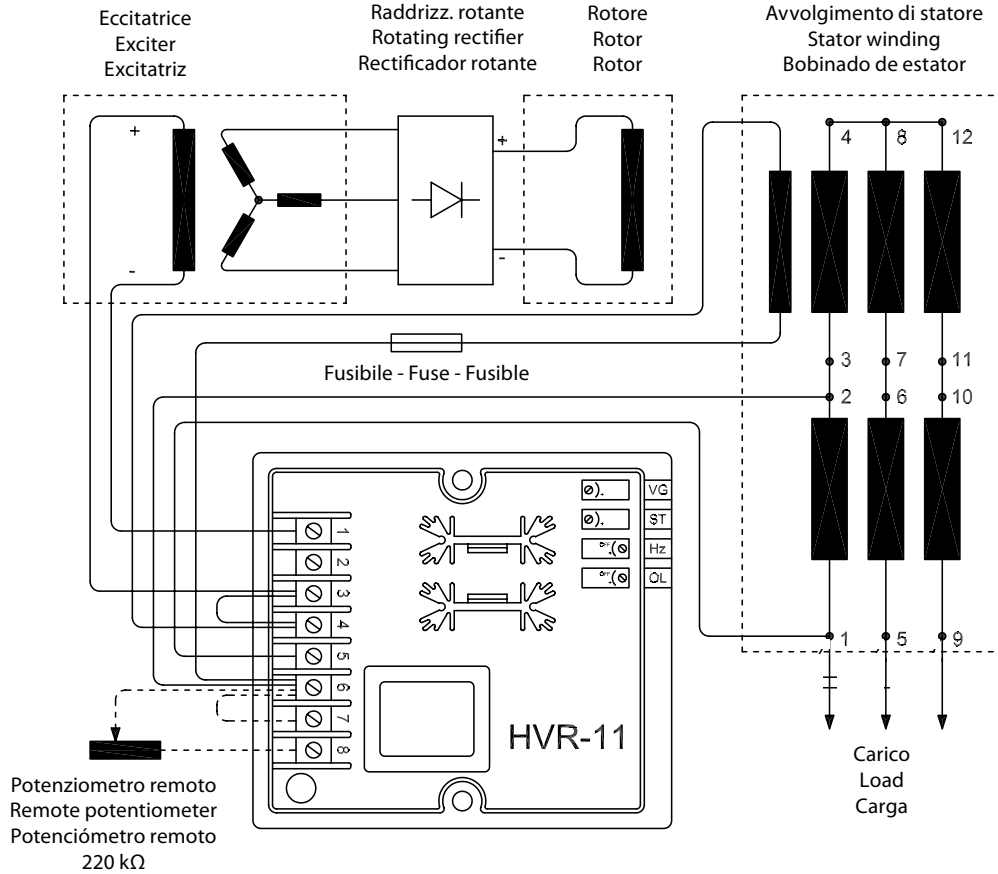 Eccitatrice
Exciter
Excitatriz
Raddrizz. rotante
Rotating rectifier
Rectificador rotante
Rotore
Rotor
Rotor
Avvolgimento di statore
Stator winding
Bobinado de estator
+
-
+
-
4 8 12
3 7 11
2 6 10
1 5 9
Fusibile - Fuse - Fusible
VG
ST
OFF Hz
OFF OL
1
2
3
4
5
6
7
8
HVR-11
Potenziometro remoto
Remote potentiometer
Potenciómetro remoto
220 kΩ
Carico
Load
Carga